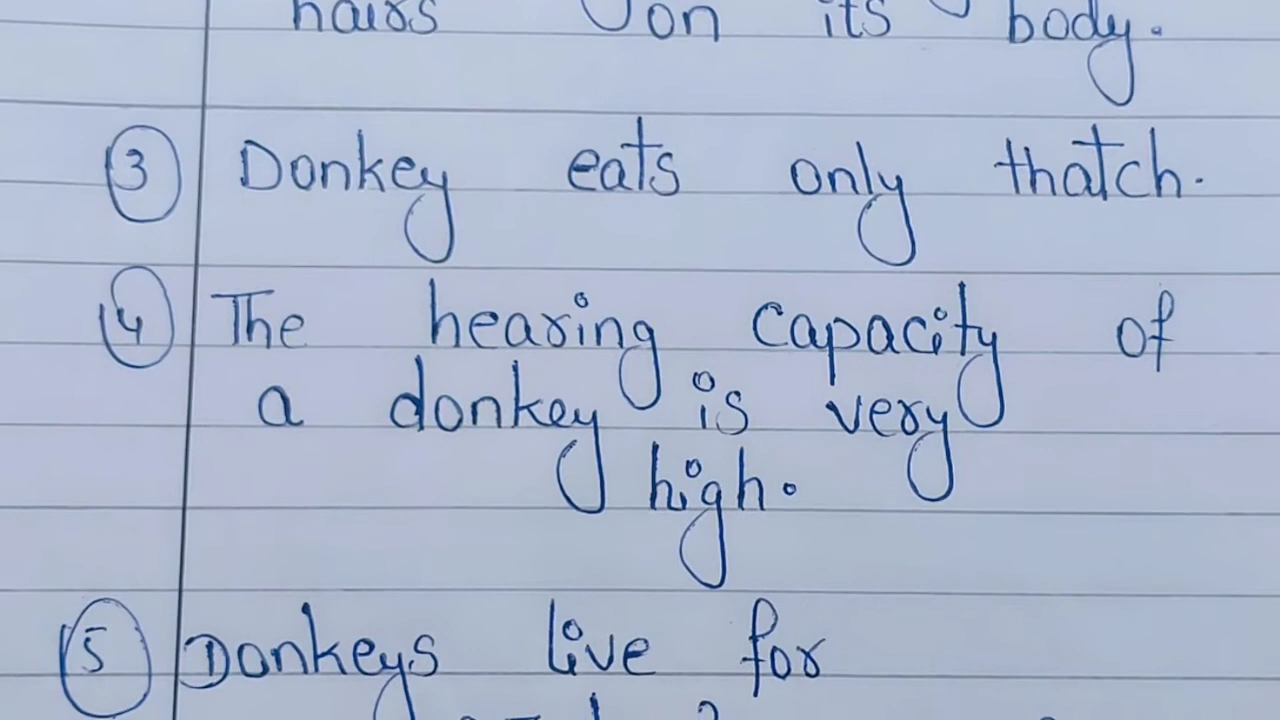 hairs on its body.
3 Donkey eats only thatch.
4 The hearing capacity of
a donkey is very
high.
5 Donkeys live for